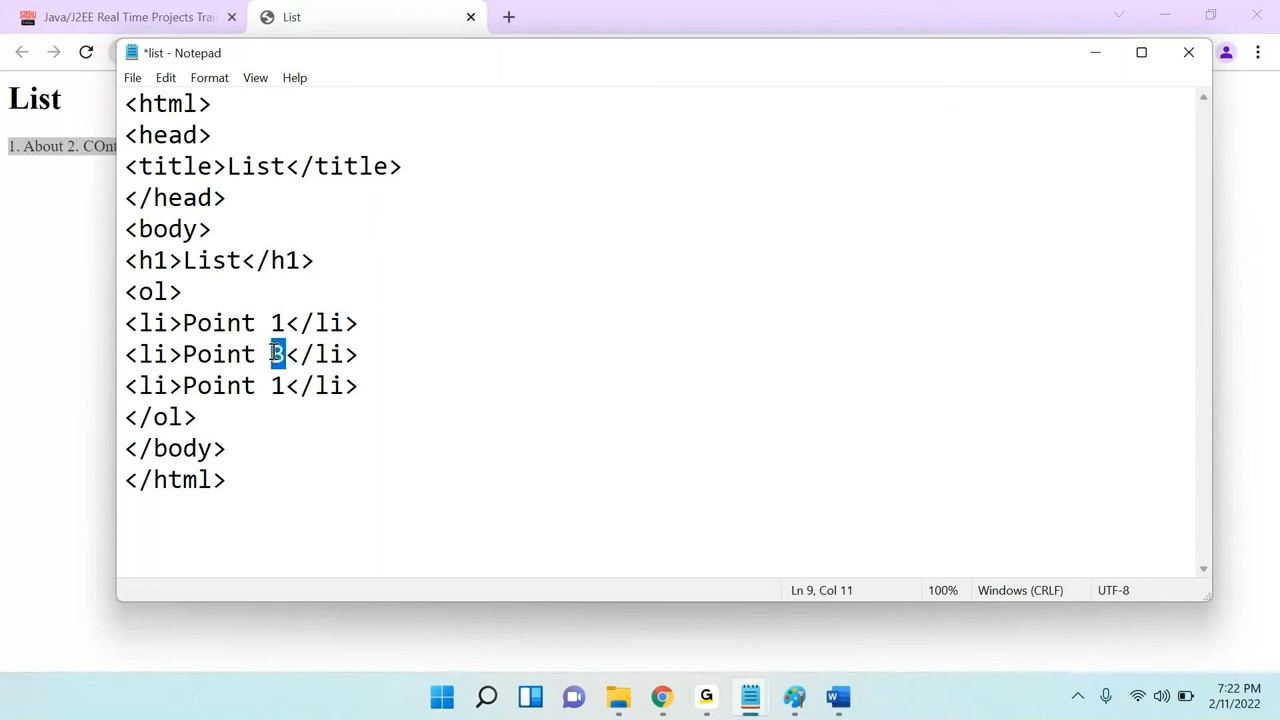 Java/J2EE Real Time Projects Trai
List
*list - Notepad
File Edit Format View Help
List
1. About 2. COnt
<html>
<head>
<title>List</title>
</head>
<body>
<h1>List</h1>
<ol>
<li>Point 1</li>
<li>Point 3</li>
<li>Point 1</li>
</ol>
</body>
</html>
Ln 9, Col 11 100% Windows (CRLF) UTF-8
7:22 PM
2/11/2022